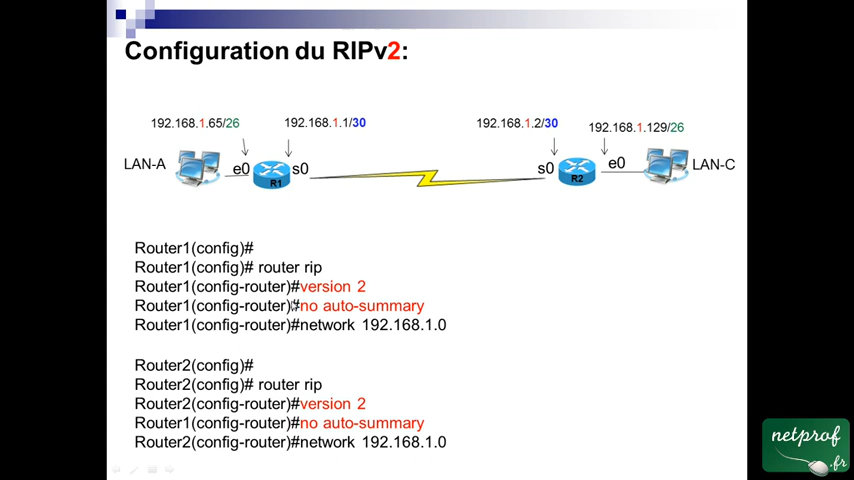 Configuration du RIPv2:
192.168.1.65/26
192.168.1.1/30
192.168.1.2/30
192.168.1.129/26
LAN-A
e0
R1
s0
s0
R2
e0
LAN-C
Router1(config)#
Router1(config)# router rip
Router1(config-router)#version 2
Router1(config-router)#no auto-summary
Router1(config-router)#network 192.168.1.0
Router2(config)#
Router2(config)# router rip
Router2(config-router)#version 2
Router1(config-router)#no auto-summary
Router2(config-router)#network 192.168.1.0
netprof
.fr